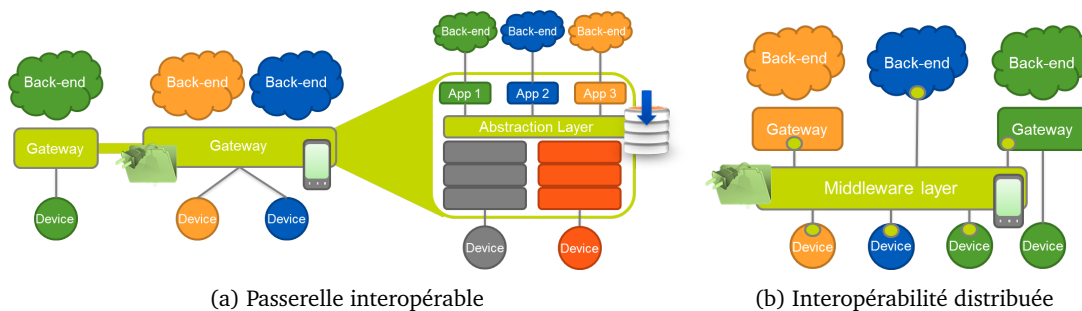 Back-end
Back-end
Back-end
Gateway
Gateway
Device
Device
Device
Back-end
Back-end
Back-end
App 1
App 2
App 3
Abstraction Layer
Device
Device
(a) Passerelle interopérable
Back-end
Back-end
Back-end
Gateway
Gateway
Middleware layer
Device
Device
Device
Device
(b) Interopérabilité distribuée